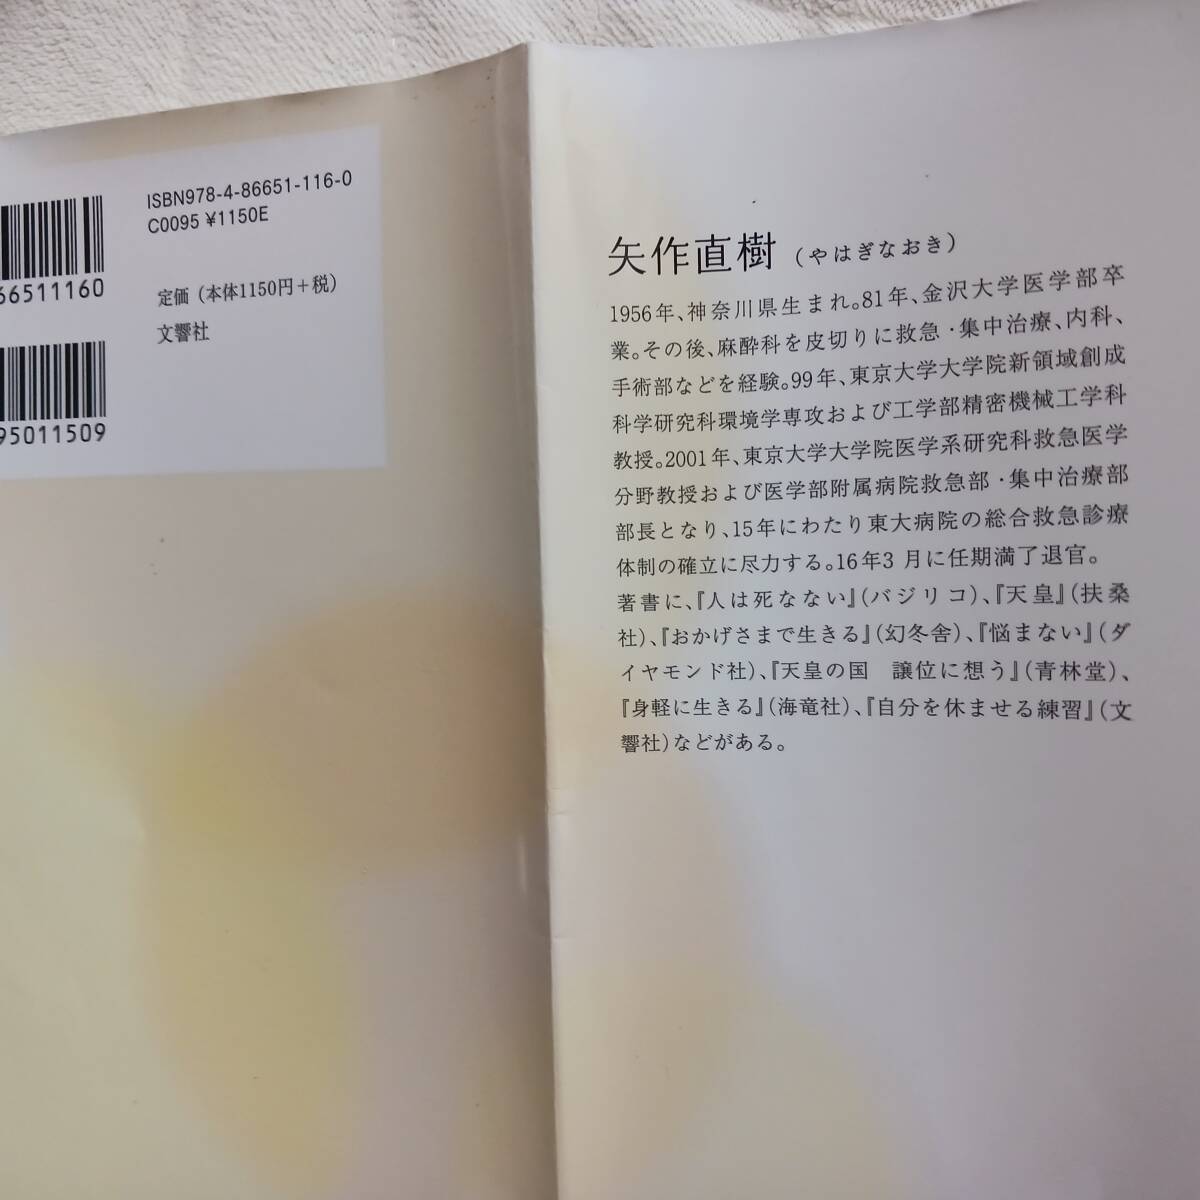 ISBN978-4-86651-116-0
C0095 ¥1150E
66511160
定価（本体1150円+税）
文響社
95011509
矢作直樹（やはぎなおき）
1956年、神奈川県生まれ。81年、金沢大学医学部卒
業。その後、麻酔科を皮切りに救急・集中治療、内科、
手術部などを経験。99年、東京大学大学院新領域創成
科学研究科環境学専攻および工学部精密機械工学科
教授。2001年、東京大学大学院医学系研究科救急医学
分野教授および医学部附属病院救急部・集中治療部
部長となり、15年にわたり東大病院の総合救急診療
体制の確立に尽力する。16年3月に任期満了退官。
著書に、『人は死なない』（バジリコ）、『天皇』（扶桑
社）、『おかげさまで生きる』（幻冬舎）、『悩まない』（ダ
イヤモンド社）、『天皇の国　譲位に想う』（青林堂）、
『身軽に生きる』（海竜社）、『自分を休ませる練習』（文
響社）などがある。